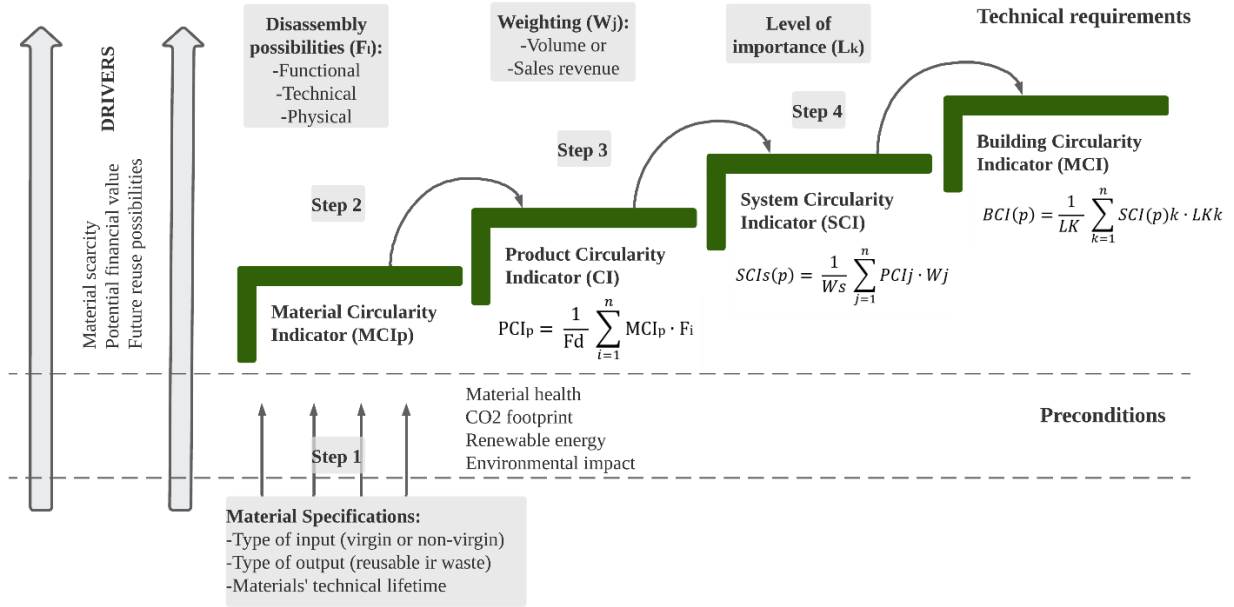 Technical requirements
DRIVERS
Material scarcity
Potential financial value
Future reuse possibilities
Disassembly
possibilities (Fi):
-Functional
-Technical
-Physical
Weighting (Wj):
-Volume or
-Sales revenue
Level of
importance (Lk)
Step 2
Step 3
Step 4
Material Circularity
Indicator (MCIp)
Product Circularity
Indicator (CI)
PCIp = 1/Fd ∑ i=1 n MCIp · Fi
System Circularity
Indicator (SCI)
SCIs(p) = 1/Ws ∑ j=1 n PCIj · Wj
Building Circularity
Indicator (MCI)
BCI(p) = 1/LK ∑ k=1 n SCI(p)k · LKk
Material health
CO2 footprint
Renewable energy
Environmental impact
Preconditions
Step 1
Material Specifications:
-Type of input (virgin or non-virgin)
-Type of output (reusable ir waste)
-Materials' technical lifetime